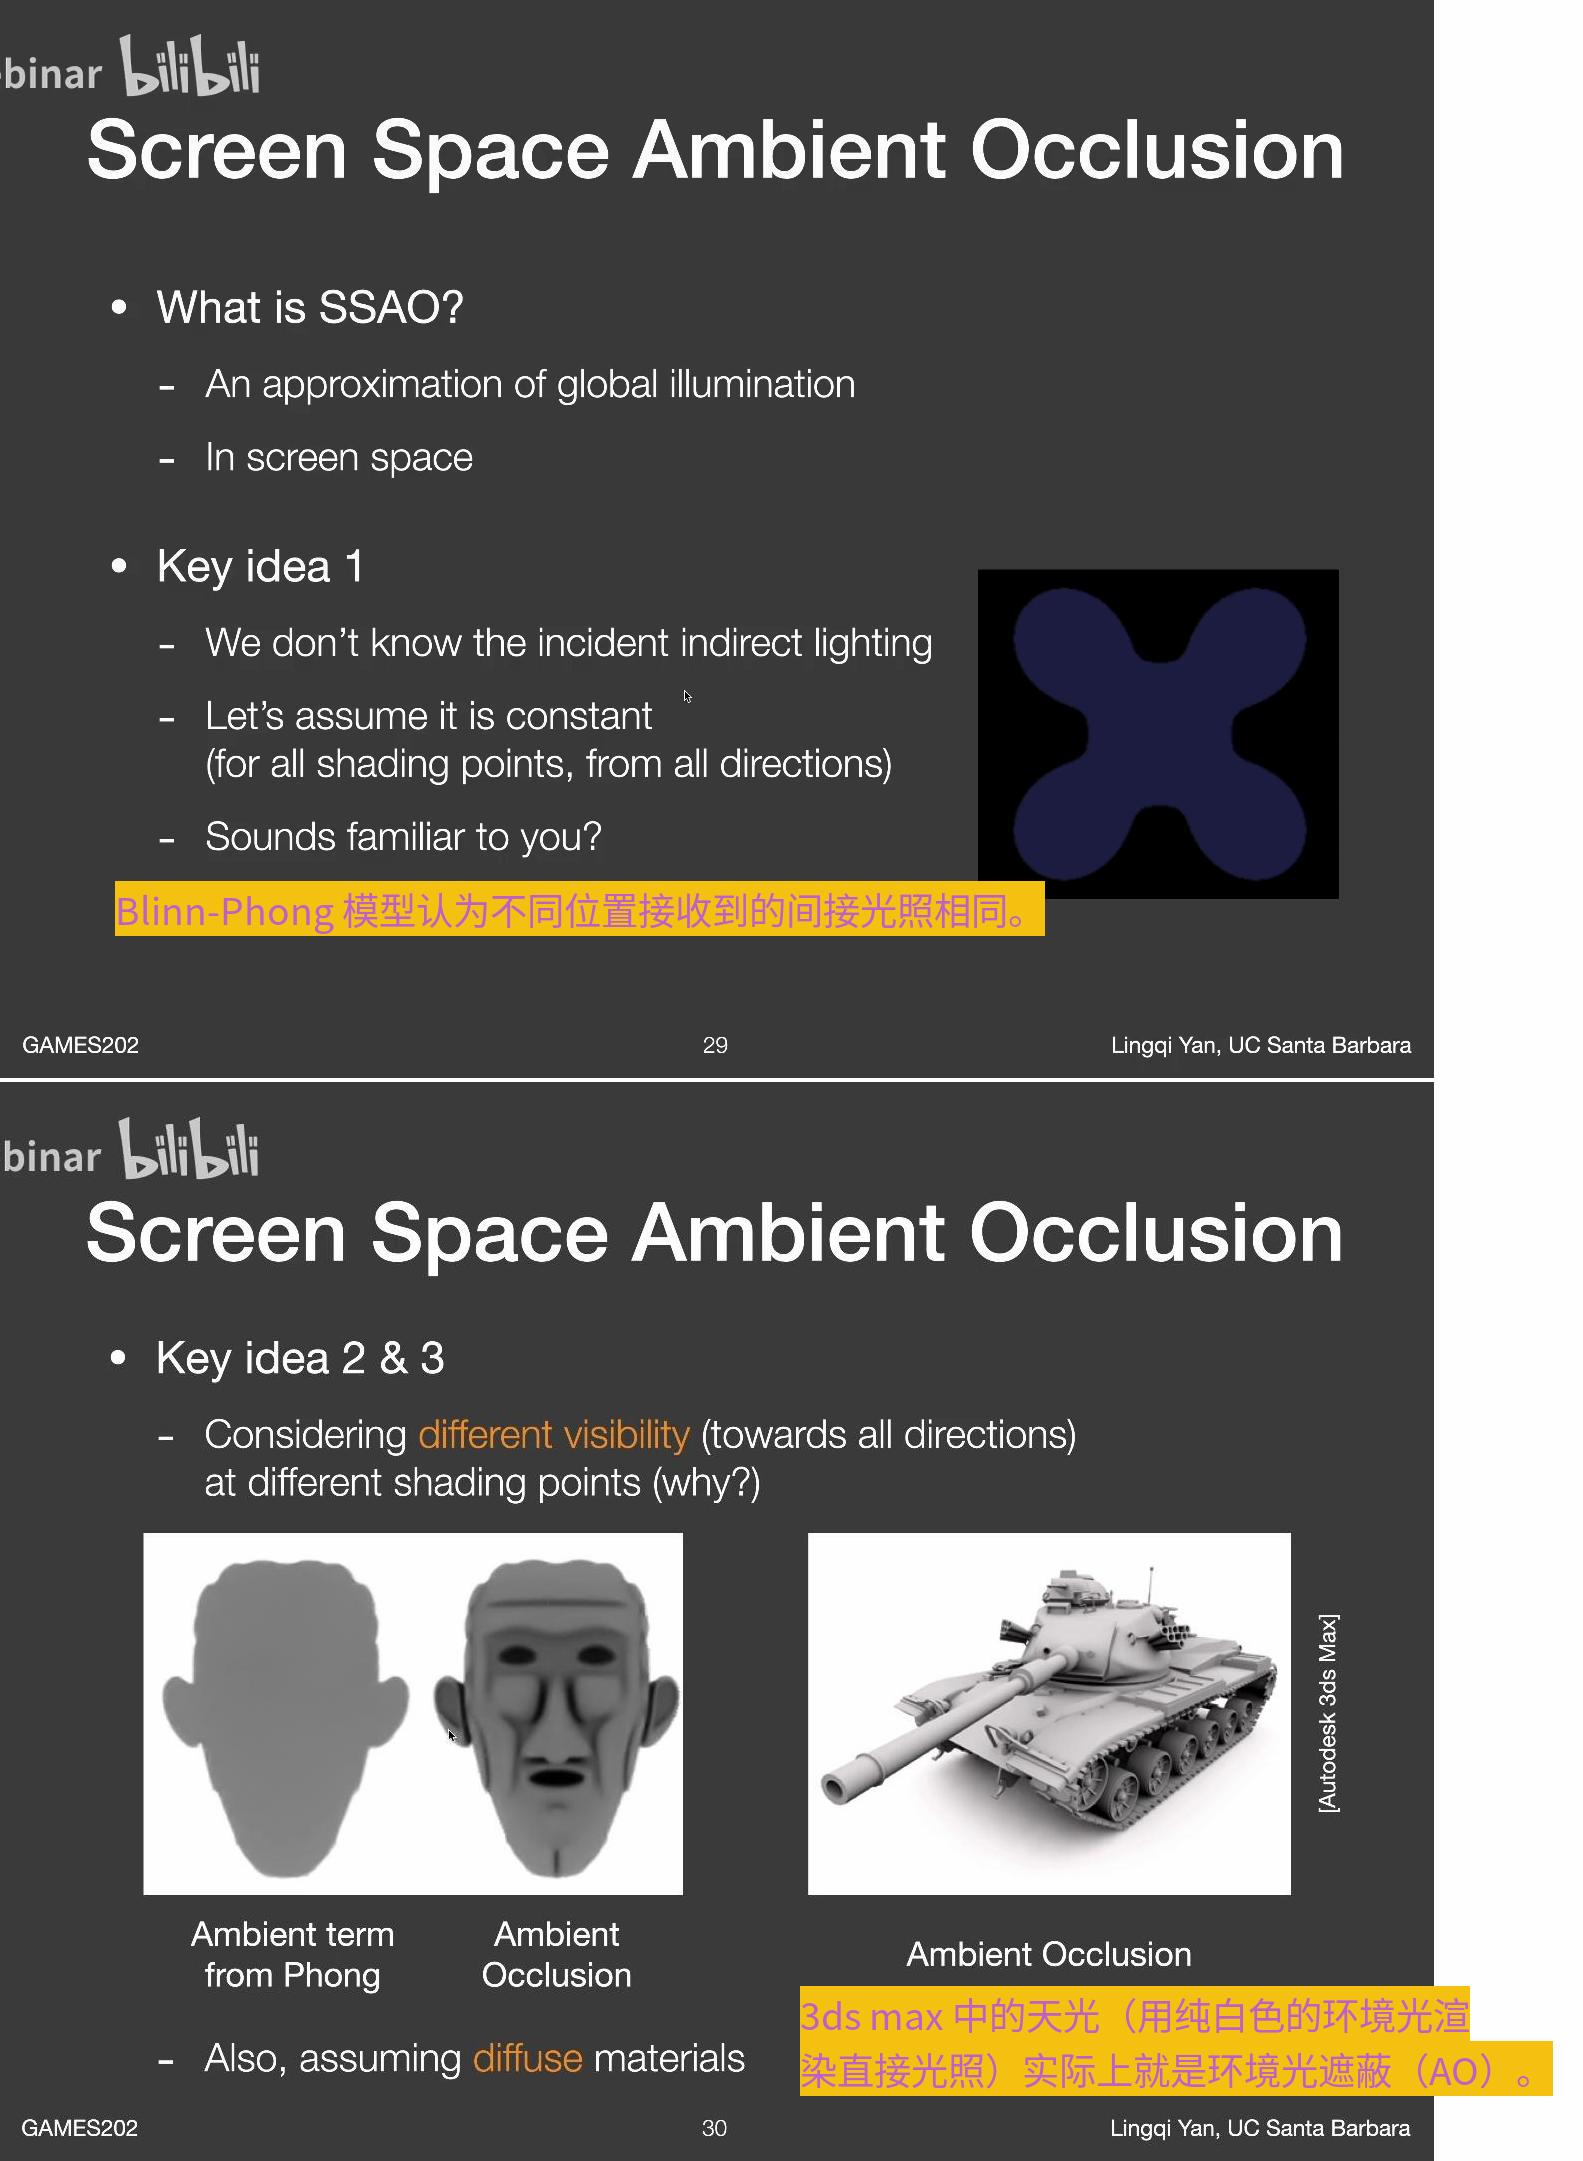 binar bilibili
Screen Space Ambient Occlusion
• What is SSAO?
- An approximation of global illumination
- In screen space
• Key idea 1
- We don't know the incident indirect lighting
- Let's assume it is constant
(for all shading points, from all directions)
- Sounds familiar to you?
Blinn-Phong 模型认为不同位置接收到的间接光照相同。
GAMES202 29 Lingqi Yan, UC Santa Barbara
binar bilibili
Screen Space Ambient Occlusion
• Key idea 2 & 3
- Considering different visibility (towards all directions)
at different shading points (why?)
[Autodesk 3ds Max]
Ambient term
from Phong
Ambient
Occlusion
Ambient Occlusion
3ds max 中的天光（用纯白色的环境光渲
染直接光照）实际上就是环境光遮蔽（AO）。
- Also, assuming diffuse materials
GAMES202 30 Lingqi Yan, UC Santa Barbara